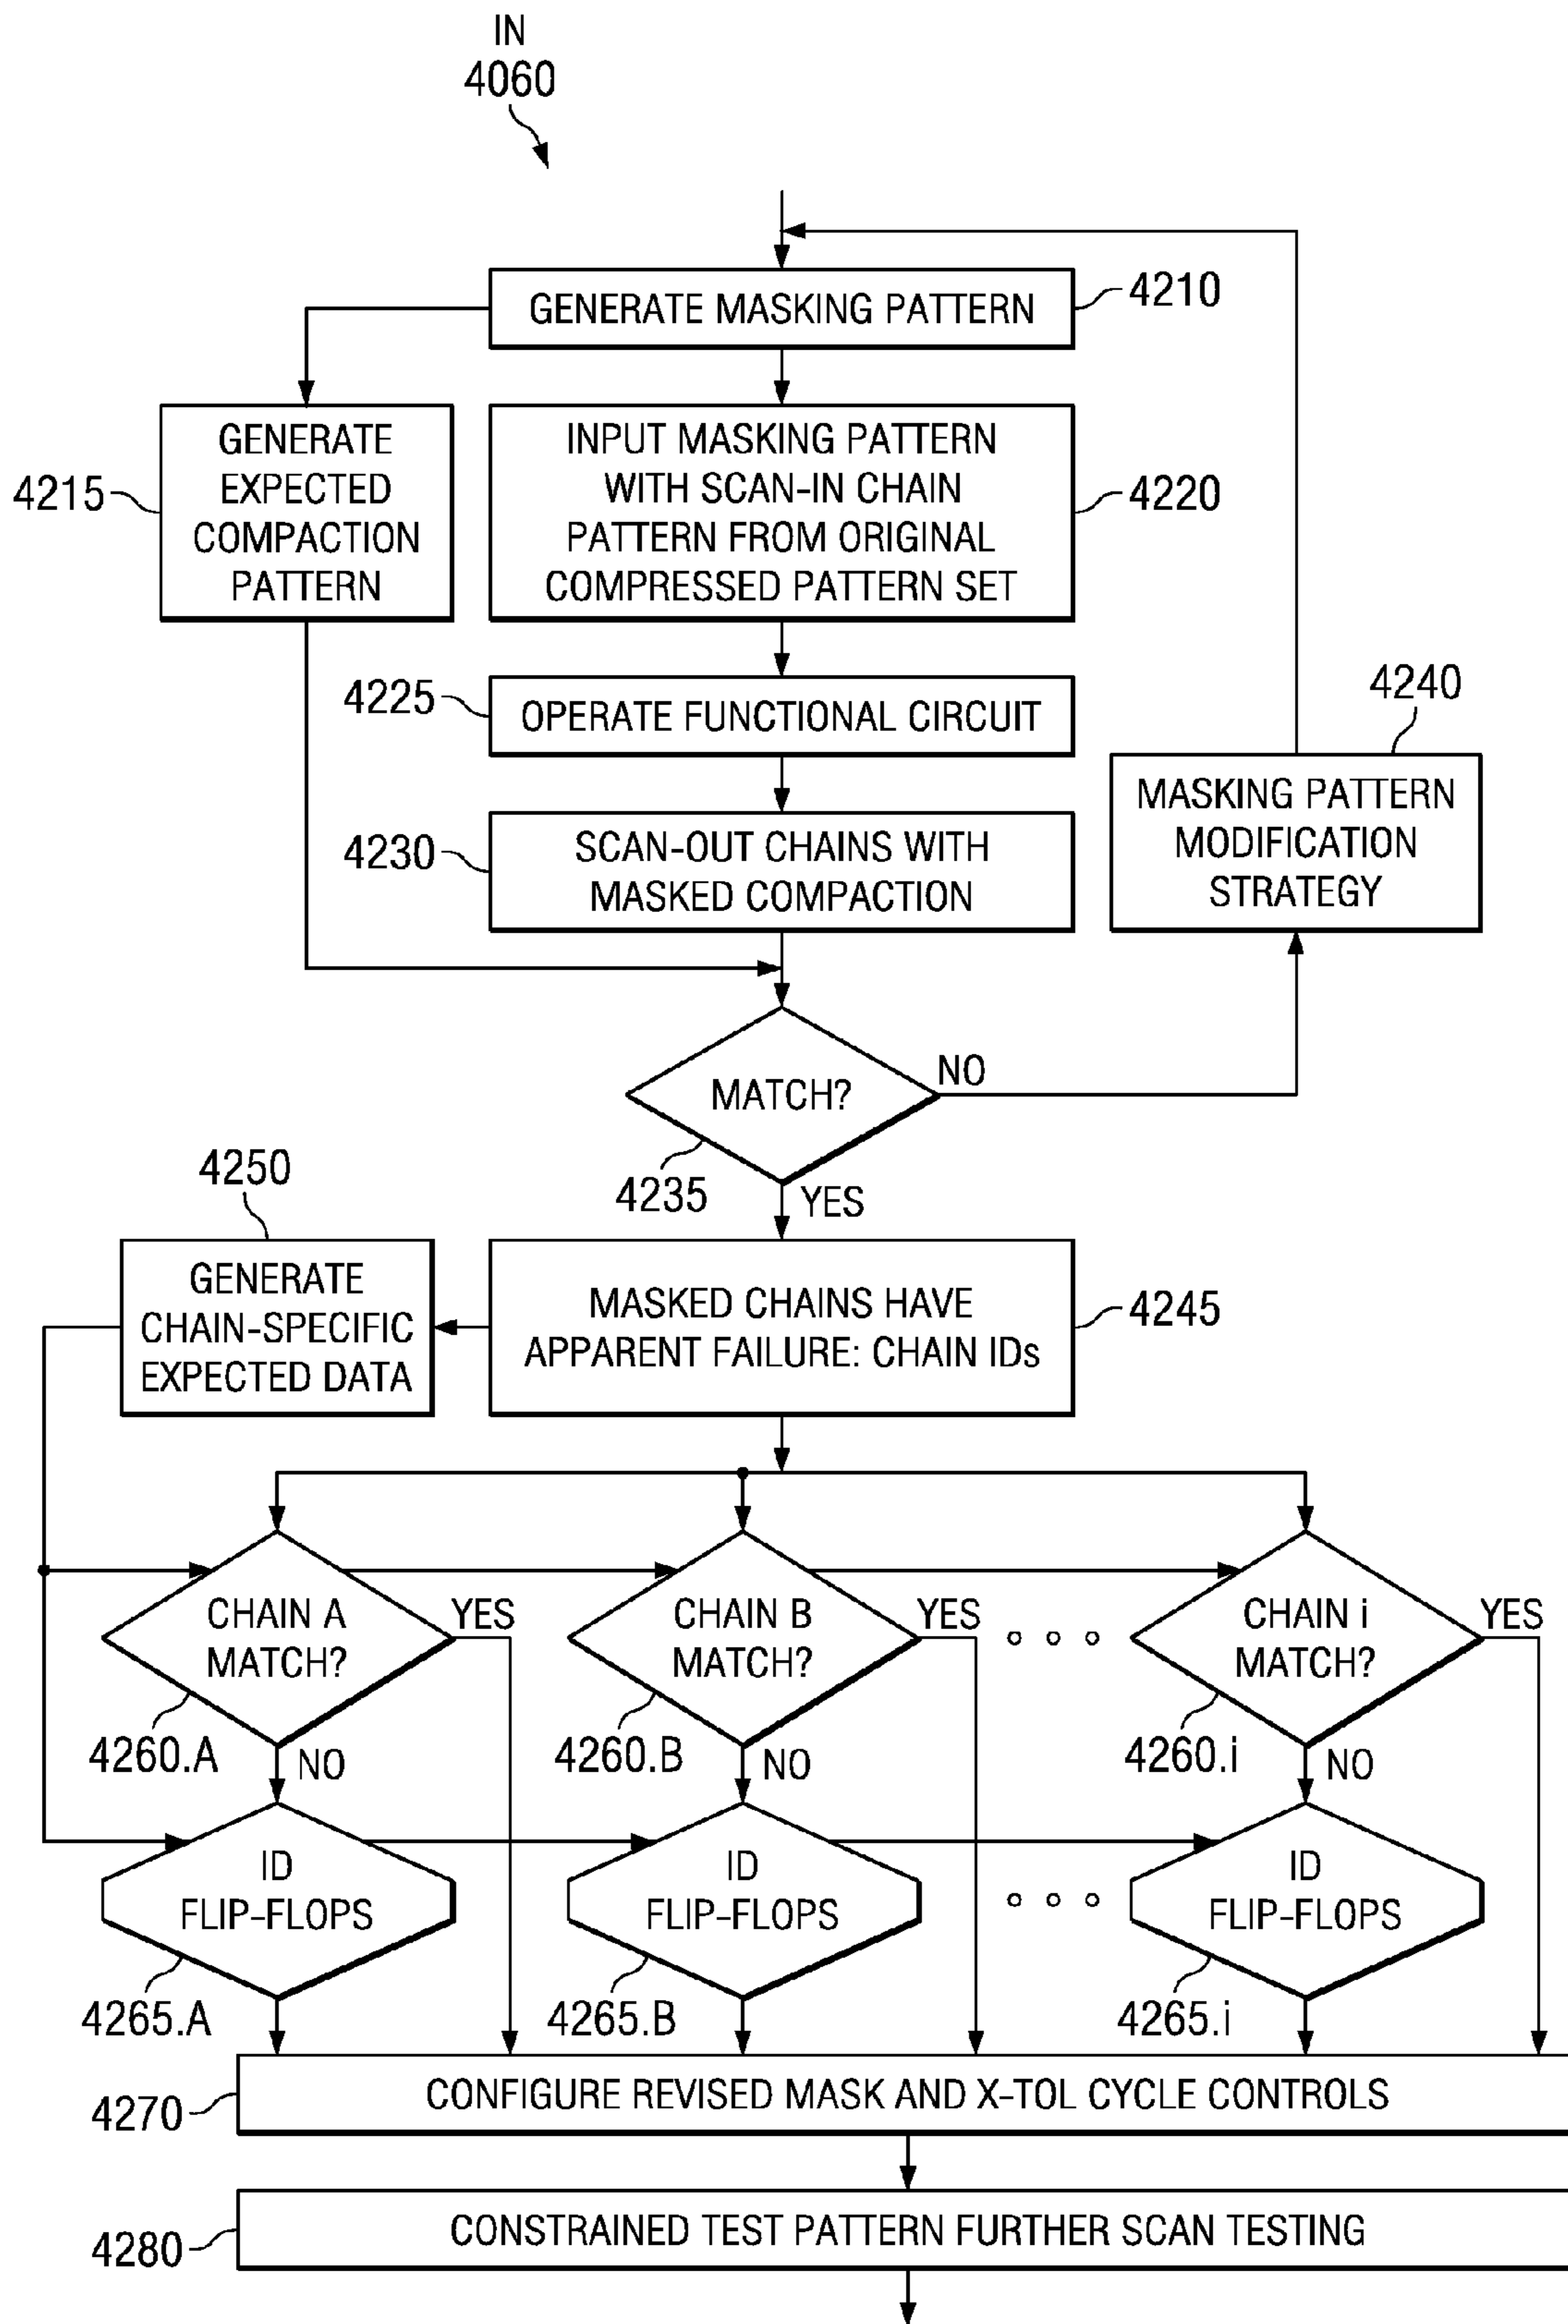 IN
4060
GENERATE MASKING PATTERN
4210
GENERATE
EXPECTED
COMPACTION
PATTERN
4215
INPUT MASKING PATTERN
WITH SCAN-IN CHAIN
PATTERN FROM ORIGINAL
COMPRESSED PATTERN SET
4220
4225
OPERATE FUNCTIONAL CIRCUIT
4240
MASKING PATTERN
MODIFICATION
STRATEGY
4230
SCAN-OUT CHAINS WITH
MASKED COMPACTION
MATCH?
NO
4235
YES
4250
GENERATE
CHAIN-SPECIFIC
EXPECTED DATA
MASKED CHAINS HAVE
APPARENT FAILURE: CHAIN IDs
4245
CHAIN A
MATCH?
YES
CHAIN B
MATCH?
YES
CHAIN i
MATCH?
YES
4260.A
NO
4260.B
NO
4260.i
NO
ID
FLIP-FLOPS
ID
FLIP-FLOPS
ID
FLIP-FLOPS
4265.A
4265.B
4265.i
CONFIGURE REVISED MASK AND X-TOL CYCLE CONTROLS
4270
CONSTRAINED TEST PATTERN FURTHER SCAN TESTING
4280